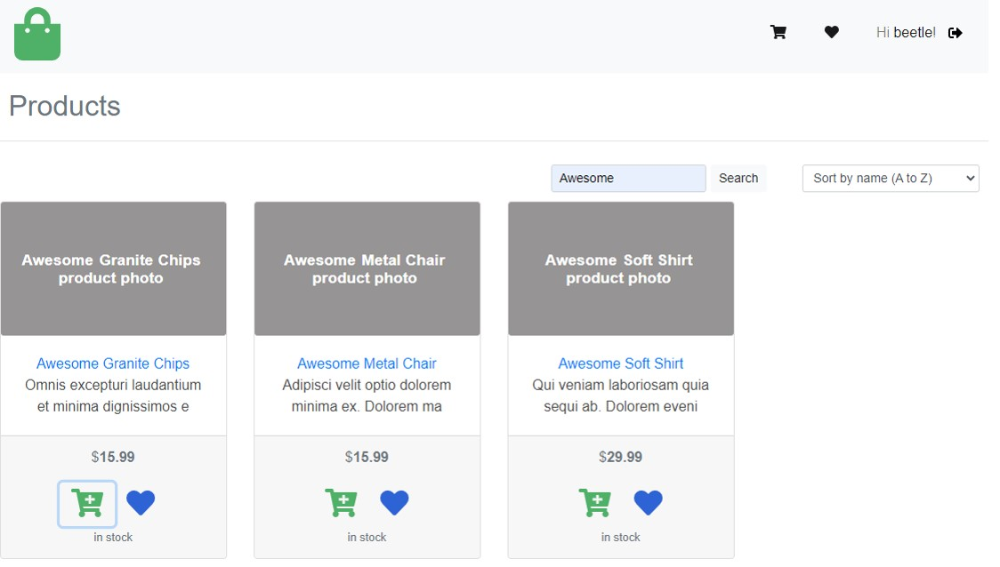 Hi beetle!
Products
Awesome
Search
Sort by name (A to Z)
Awesome Granite Chips
product photo
Awesome Granite Chips
Omnis excepturi laudantium
et minima dignissimos e
$15.99
in stock
Awesome Metal Chair
product photo
Awesome Metal Chair
Adipisci velit optio dolorem
minima ex. Dolorem ma
$15.99
in stock
Awesome Soft Shirt
product photo
Awesome Soft Shirt
Qui veniam laboriosam quia
sequi ab. Dolorem eveni
$29.99
in stock